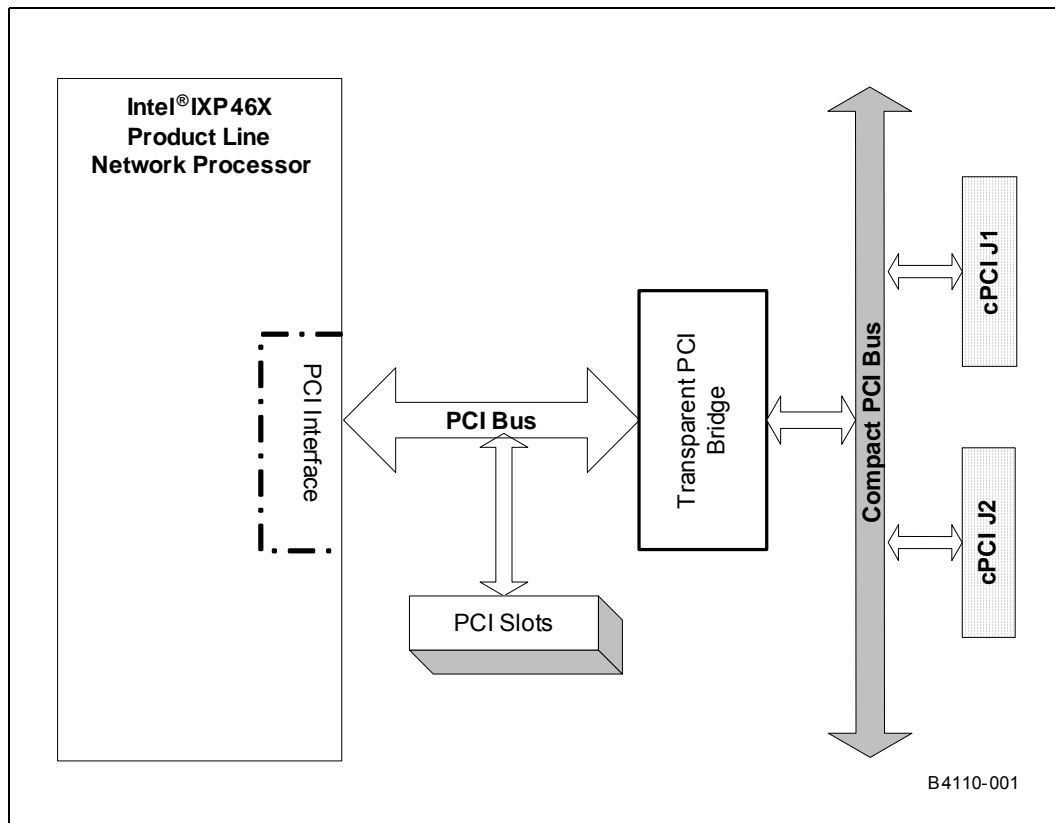 Intel® IXP46X
Product Line
Network Processor
PCI Interface
PCI Bus
PCI Slots
Transparent PCI
Bridge
Compact PCI Bus
cPCI J1
cPCI J2
B4110-001